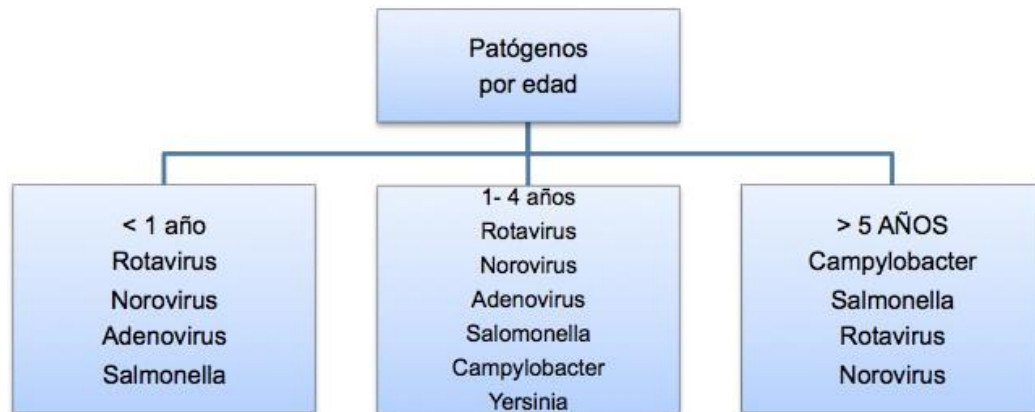 Patógenos
por edad
< 1 año
Rotavirus
Norovirus
Adenovirus
Salmonella
1- 4 años
Rotavirus
Norovirus
Adenovirus
Salomonella
Campylobacter
Yersinia
> 5 AÑOS
Campylobacter
Salmonella
Rotavirus
Norovirus